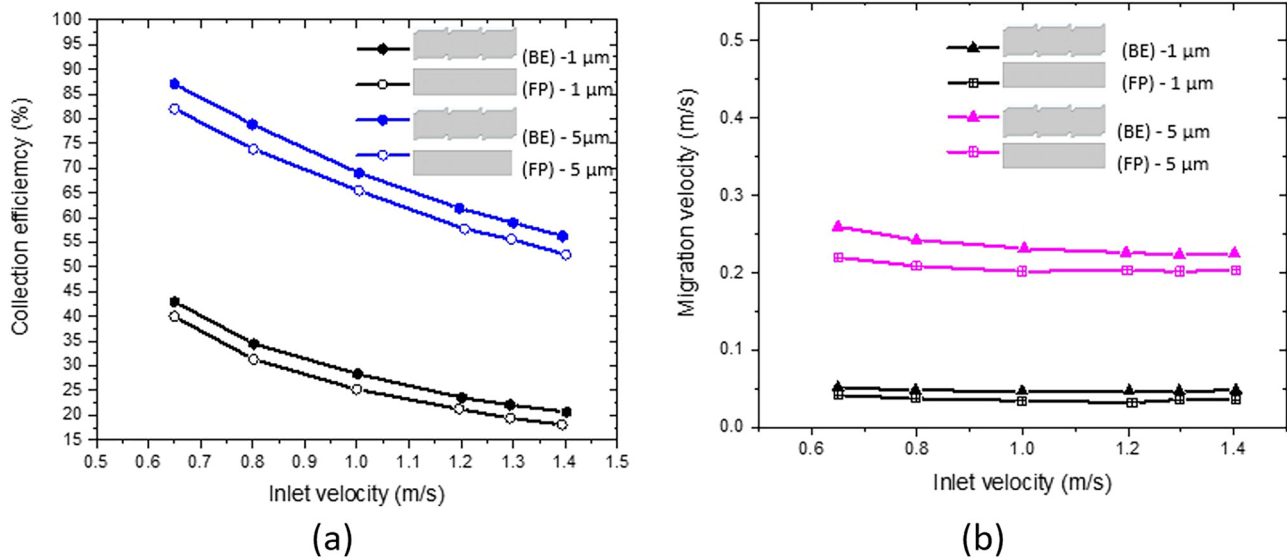 Collection efficiemcy (%)
100
95
90
85
80
75
70
65
60
55
50
45
40
35
30
25
20
15
(BE) -1 µm
(FP) - 1 µm
(BE) - 5µm
(FP) - 5 µm
0.5 0.6 0.7 0.8 0.9 1.0 1.1 1.2 1.3 1.4 1.5
Inlet velocity (m/s)
(a)
Migration velocity (m/s)
0.5
0.4
0.3
0.2
0.1
0.0
(BE) -1 µm
(FP) - 1 µm
(BE) - 5 µm
(FP) - 5 µm
0.6 0.8 1.0 1.2 1.4
Inlet velocity (m/s)
(b)